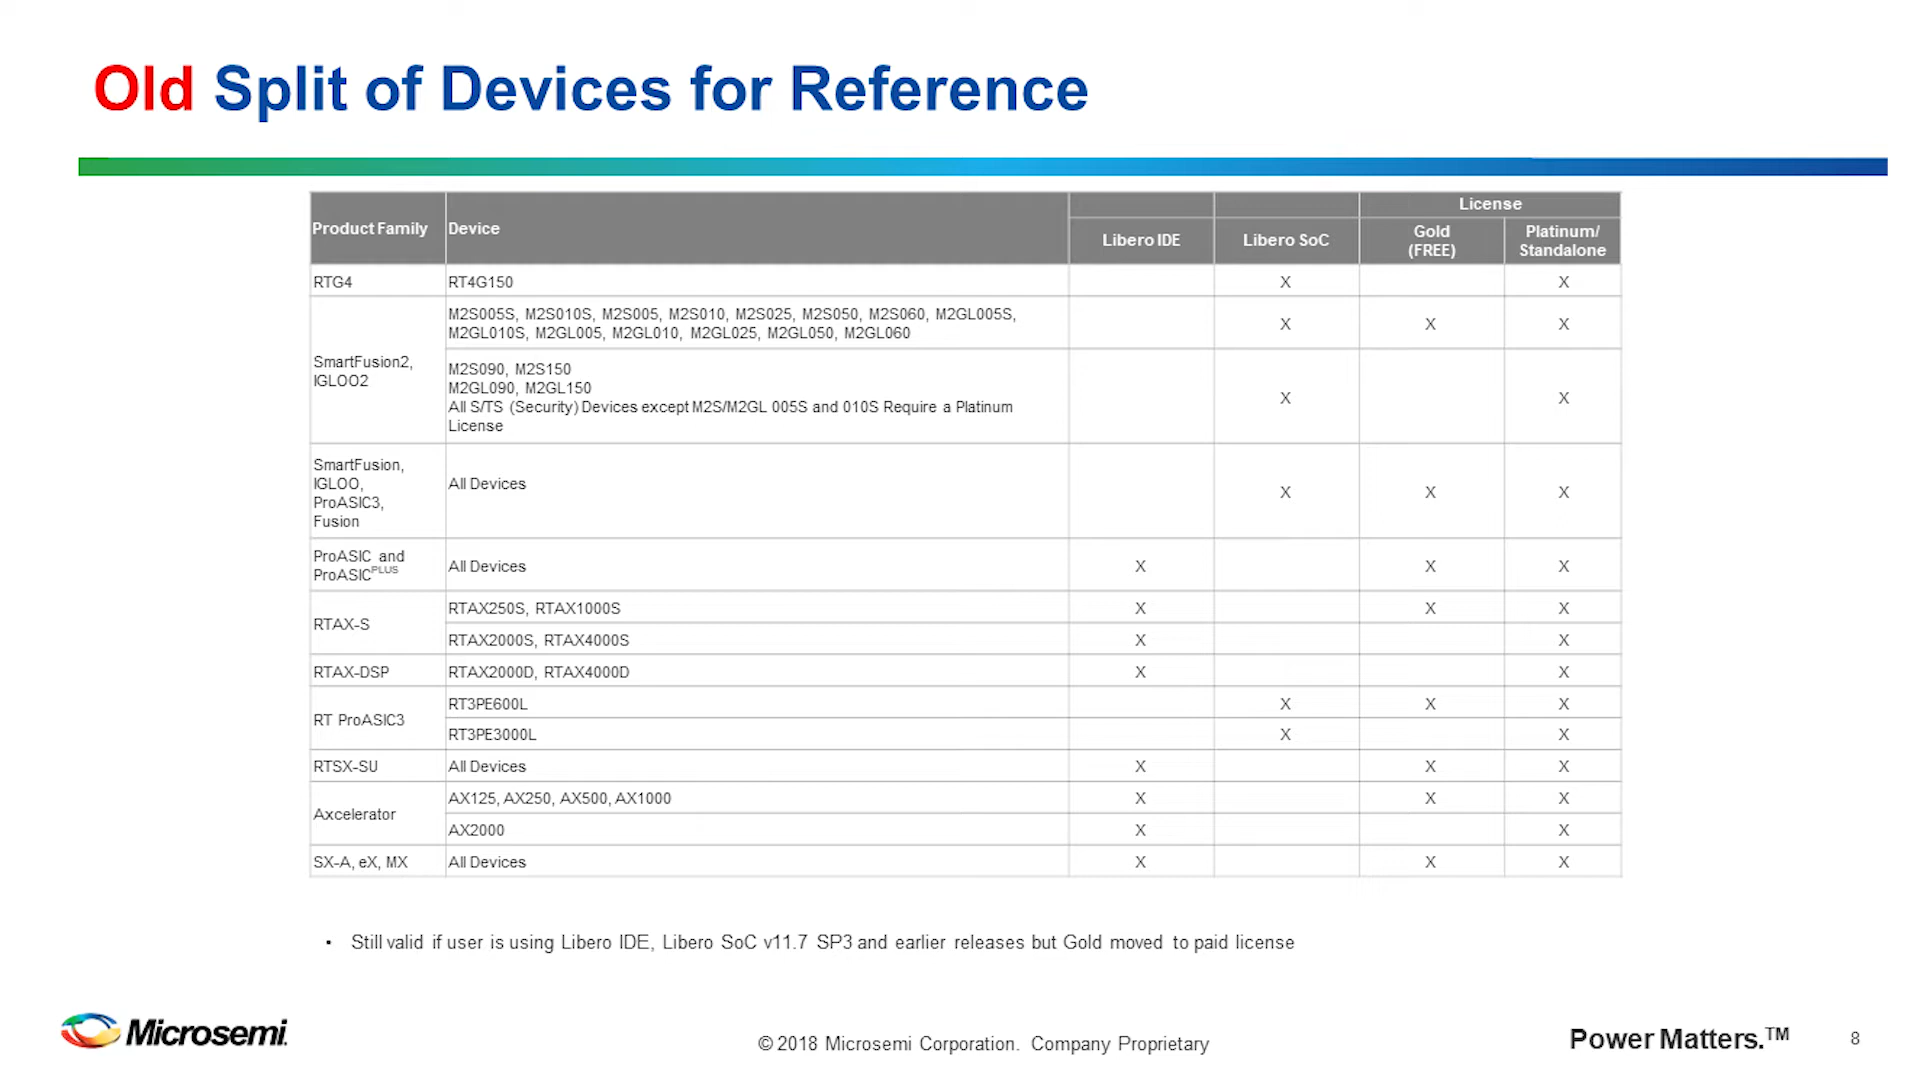 Old Split of Devices for Reference
License
Product Family Device Libero IDE Libero SoC Gold (FREE) Platinum/ Standalone
RTG4 RT4G150 X X
SmartFusion2, IGLOO2
M2S005S, M2S010S, M2S005, M2S010, M2S025, M2S050, M2S060, M2GL005S,
M2GL010S, M2GL005, M2GL010, M2GL025, M2GL050, M2GL060
X X X
M2S090, M2S150
M2GL090, M2GL150
All S/TS (Security) Devices except M2S/M2GL 005S and 010S Require a Platinum
License
X X
SmartFusion,
IGLOO,
ProASIC3,
Fusion
All Devices X X X
ProASIC and
ProASICPLUS
All Devices X X X
RTAX-S
RTAX250S, RTAX1000S X X X
RTAX2000S, RTAX4000S X X
RTAX-DSP RTAX2000D, RTAX4000D X X
RT ProASIC3
RT3PE600L X X X
RT3PE3000L X X
RTSX-SU All Devices X X X
Axcelerator
AX125, AX250, AX500, AX1000 X X X
AX2000 X X
SX-A, eX, MX All Devices X X X
• Still valid if user is using Libero IDE, Libero SoC v11.7 SP3 and earlier releases but Gold moved to paid license
Microsemi.
© 2018 Microsemi Corporation. Company Proprietary
Power Matters.TM
8